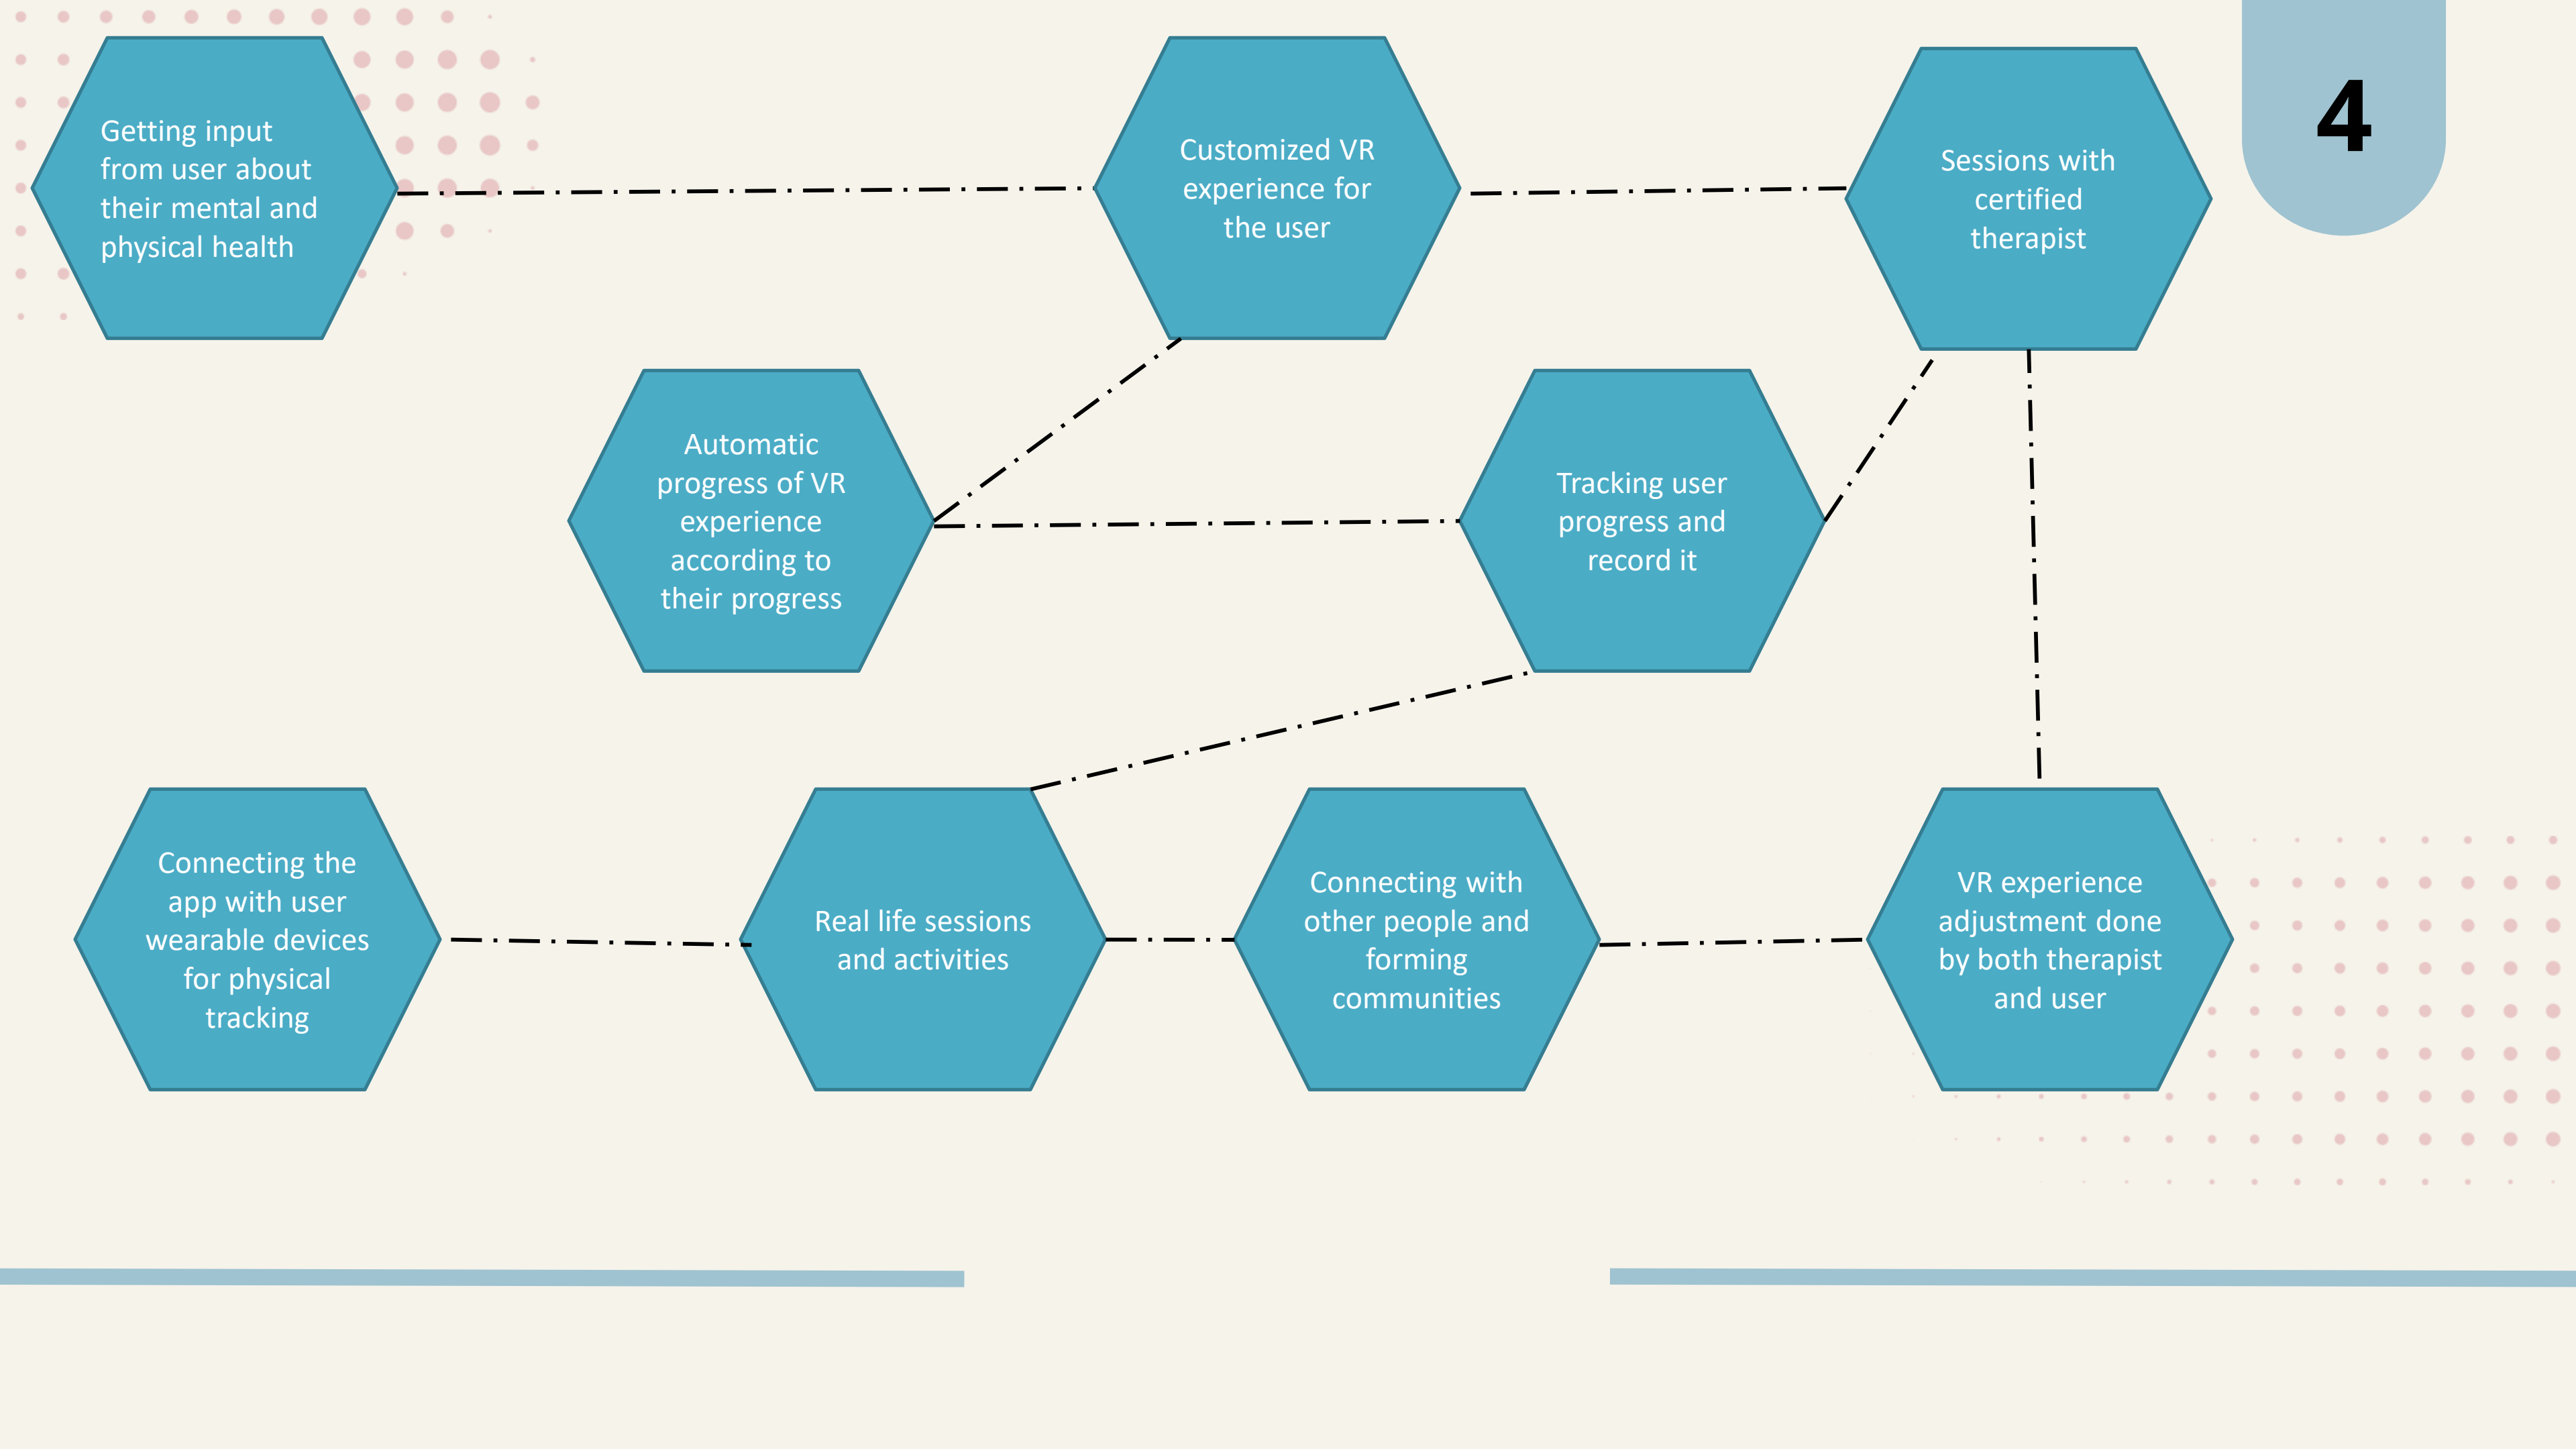 Getting input
from user about
their mental and
physical health
Customized VR
experience for
the user
Sessions with
certified
therapist
4
Automatic
progress of VR
experience
according to
their progress
Tracking user
progress and
record it
Connecting the
app with user
wearable devices
for physical
tracking
Real life sessions
and activities
Connecting with
other people and
forming
communities
VR experience
adjustment done
by both therapist
and user